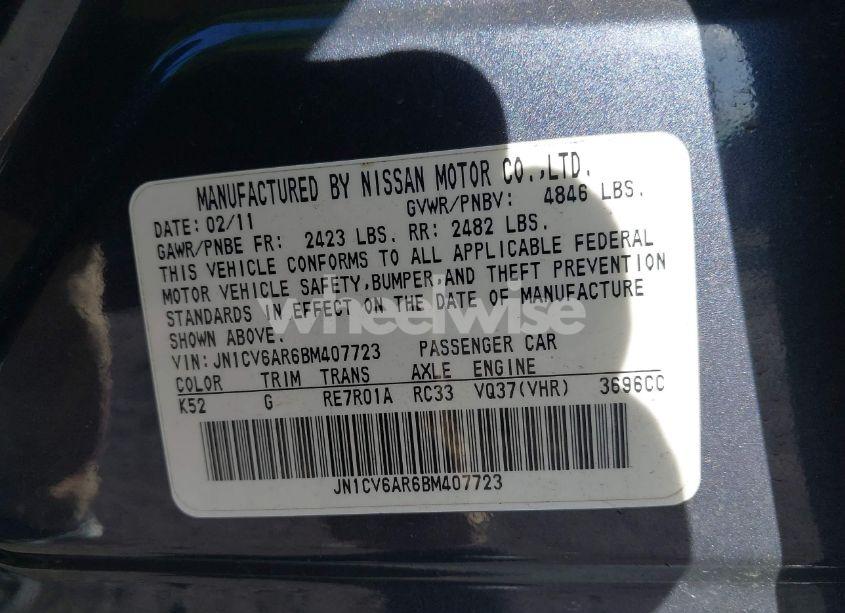 MANUFACTURED BY NISSAN MOTOR CO.,LTD.
DATE: 02/11 GVWR/PNBV: 4846 LBS.
GAWR/PNBE FR: 2423 LBS. RR: 2482 LBS.
THIS VEHICLE CONFORMS TO ALL APPLICABLE FEDERAL
MOTOR VEHICLE SAFETY,BUMPER,AND THEFT PREVENTION
STANDARDS IN EFFECT ON THE DATE OF MANUFACTURE
SHOWN ABOVE.
wheelwise
VIN:JN1CV6AR6BM407723 PASSENGER CAR
COLOR TRIM TRANS AXLE ENGINE
K52 G RE7R01A RC33 VQ37(VHR) 3696CC
JN1CV6AR6BM407723